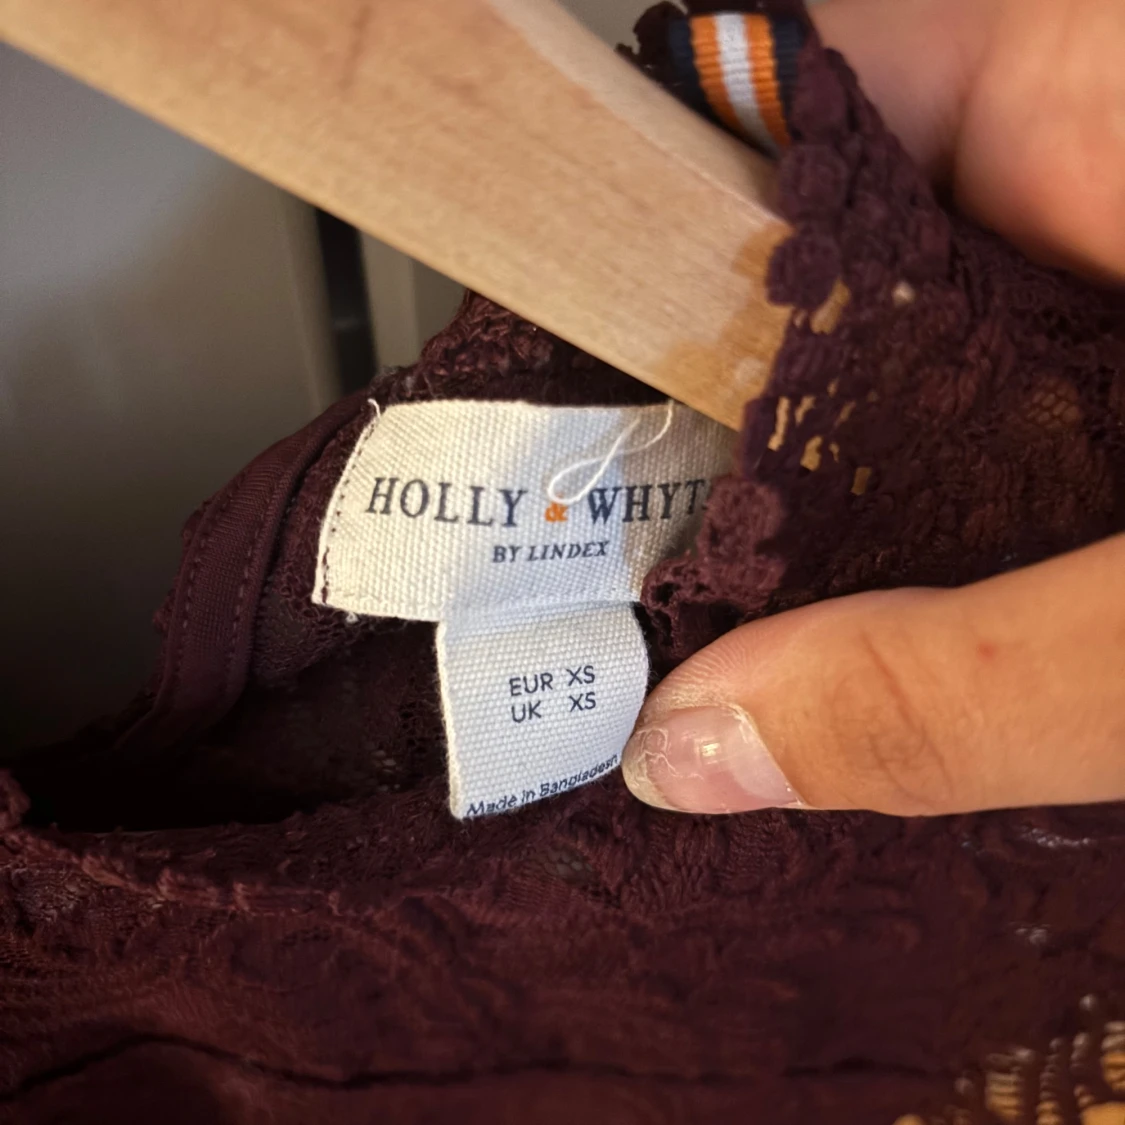 HOLLY & WHYT
BY LINDEX
EUR XS
UK XS
Made in Bangladesh